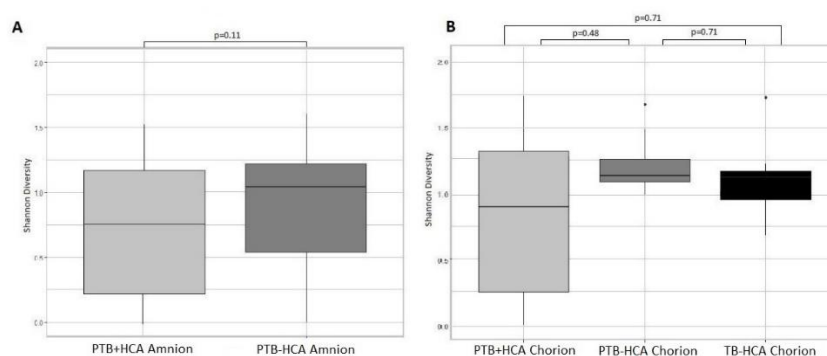 A
p=0.11
2.0
1.5
1.0
0.5
0.0
Shannon Diversity
PTB+HCA Amnion
PTB-HCA Amnion
B
p=0.71
p=0.48
p=0.71
2.0
1.5
1.0
0.5
0.0
Shannon Diversity
PTB+HCA Chorion
PTB-HCA Chorion
TB-HCA Chorion